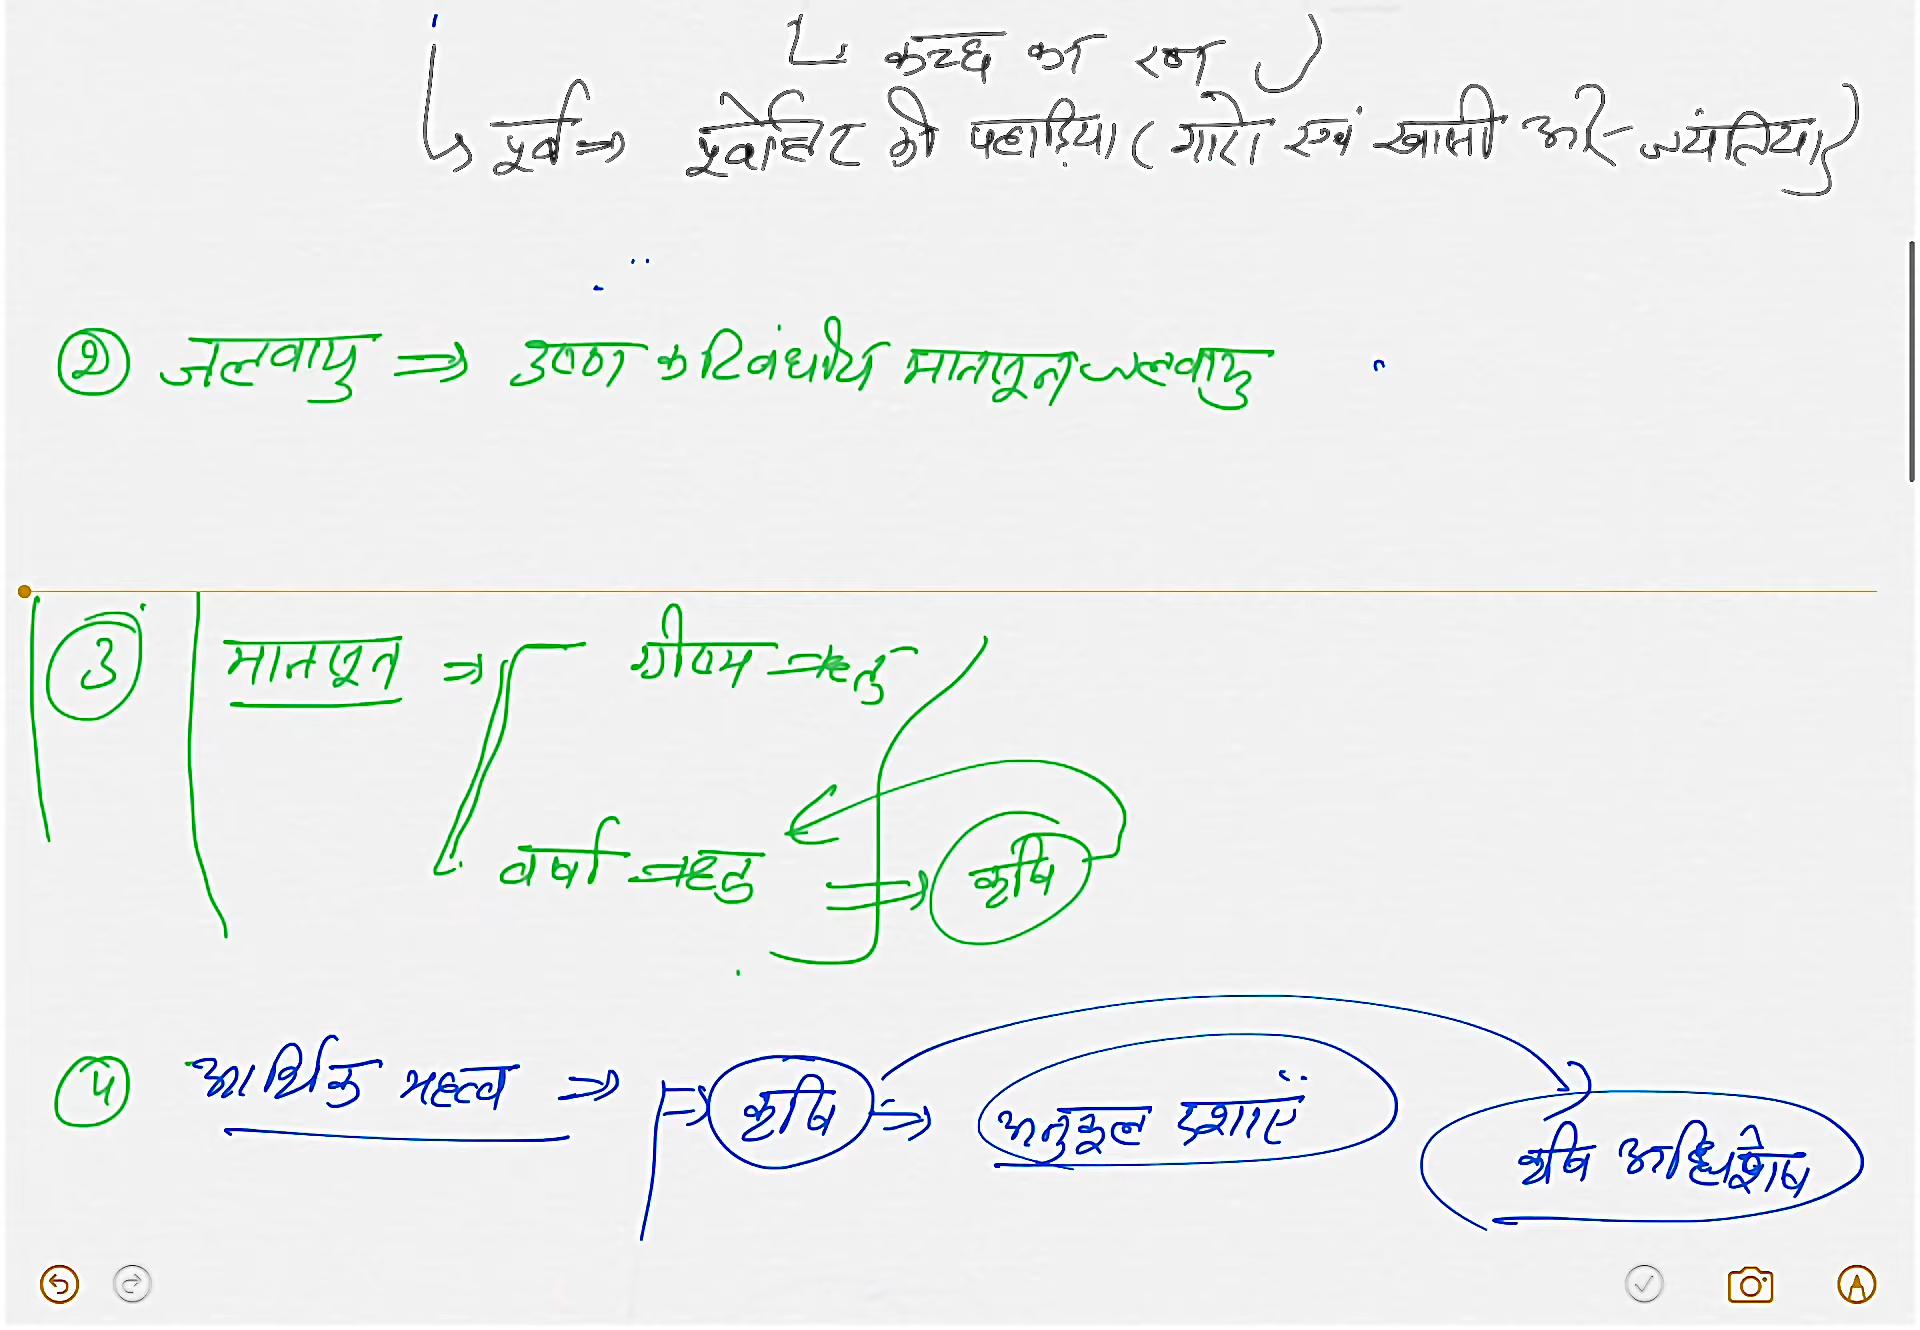 ↳ कच्छ का रण )
↳ पूर्व ⇒ पूर्वोत्तर की पहाड़िया (गारो एवं खासी और जयंतिया)
② जलवायु ⇒ उष्ण कटिबंधीय मानसून जलवायु
③ मानसून ⇒ ग्रीष्म ऋतु
वर्षा ऋतु ⇒ कृषि
④ आर्थिक महत्व ⇒ ⇒ कृषि ⇒ अनुकूल दशाएं
कृषि अधिशेष